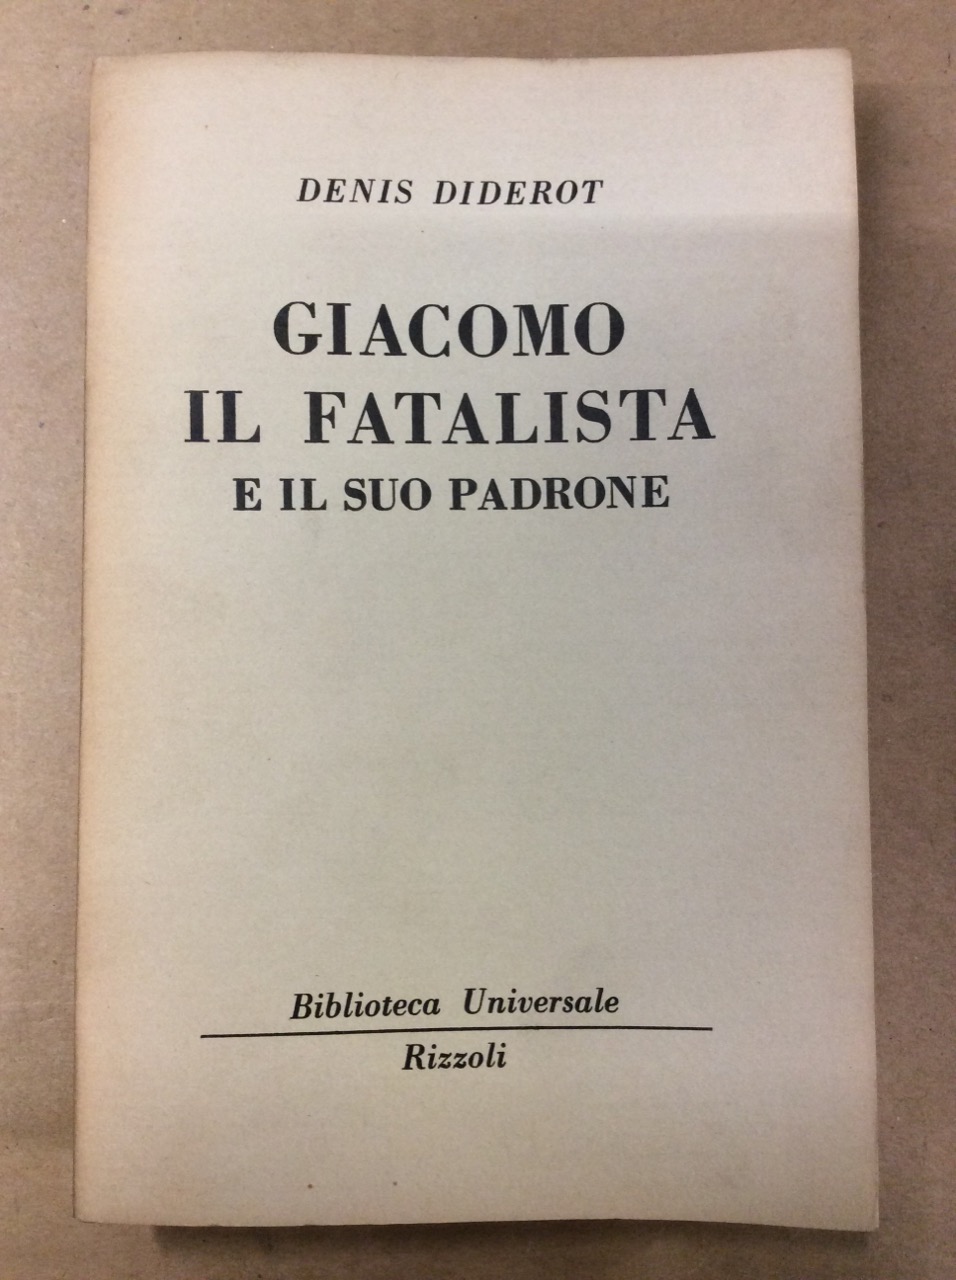 DENIS DIDEROT
GIACOMO
IL FATALISTA
E IL SUO PADRONE
Biblioteca Universale
Rizzoli